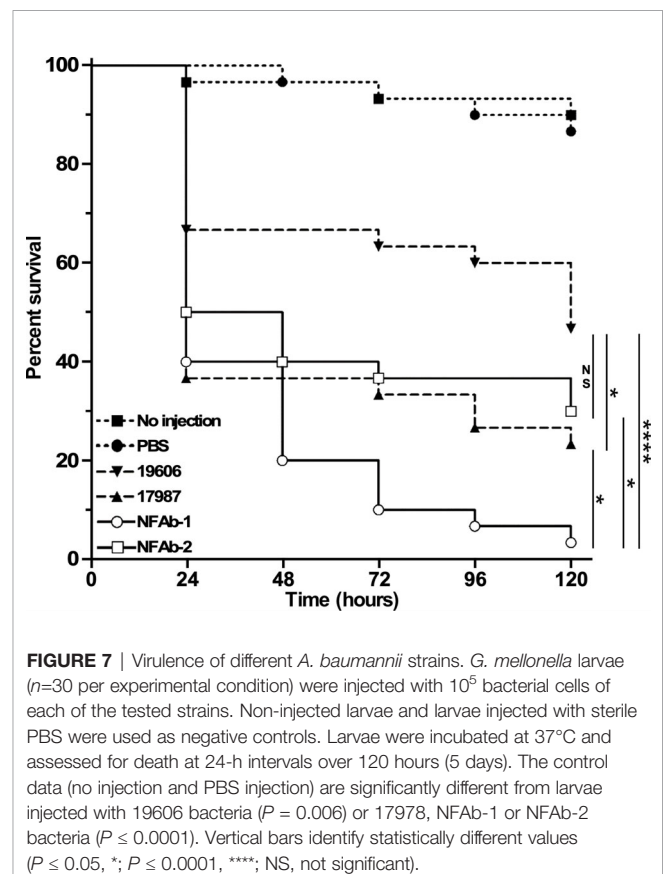 100
80
60
40
20
0
Percent survival
No injection
PBS
19606
17987
NFAb-1
NFAb-2
0 24 48 72 96 120
Time (hours)
NS
*
*
*
****
FIGURE 7 | Virulence of different A. baumannii strains. G. mellonella larvae
(n=30 per experimental condition) were injected with 10⁵ bacterial cells of
each of the tested strains. Non-injected larvae and larvae injected with sterile
PBS were used as negative controls. Larvae were incubated at 37°C and
assessed for death at 24-h intervals over 120 hours (5 days). The control
data (no injection and PBS injection) are significantly different from larvae
injected with 19606 bacteria (P = 0.006) or 17978, NFAb-1 or NFAb-2
bacteria (P ≤ 0.0001). Vertical bars identify statistically different values
(P ≤ 0.05, *; P ≤ 0.0001, ****; NS, not significant).